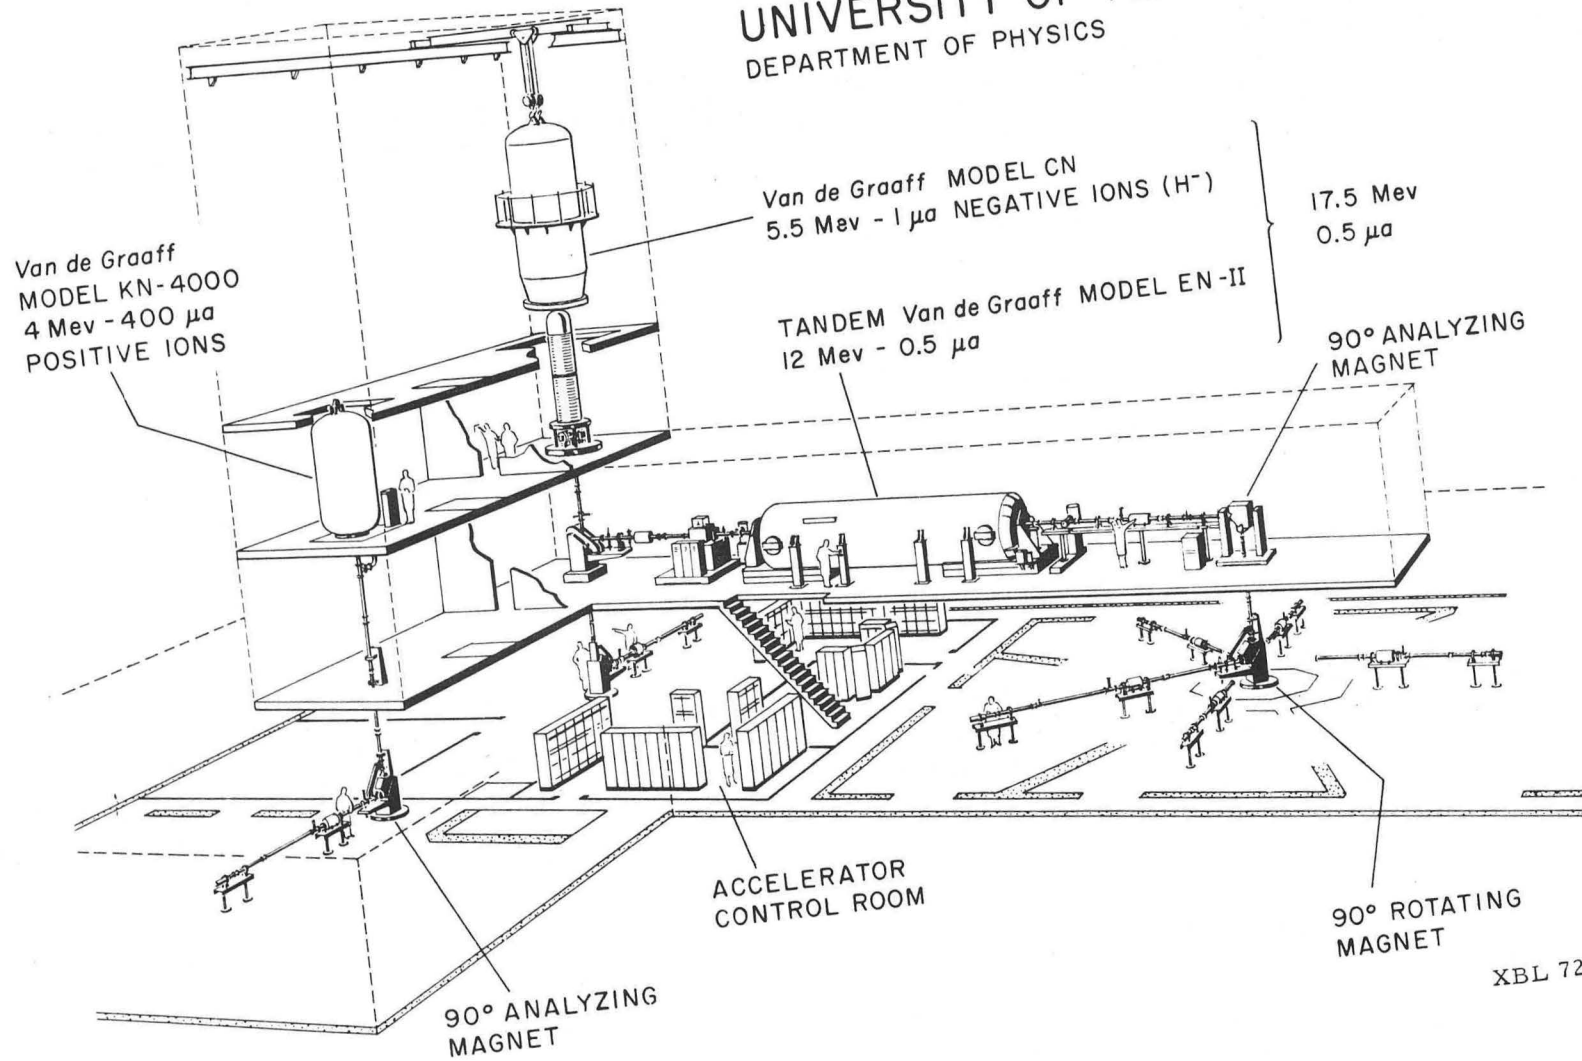 UNIVERSITY OF
DEPARTMENT OF PHYSICS
Van de Graaff MODEL CN
5.5 Mev - 1 μa NEGATIVE IONS (H⁻)
17.5 Mev
0.5 μa
TANDEM Van de Graaff MODEL EN-II
12 Mev - 0.5 μa
Van de Graaff
MODEL KN-4000
4 Mev - 400 μa
POSITIVE IONS
90° ANALYZING
MAGNET
ACCELERATOR
CONTROL ROOM
90° ROTATING
MAGNET
90° ANALYZING
MAGNET
XBL 72